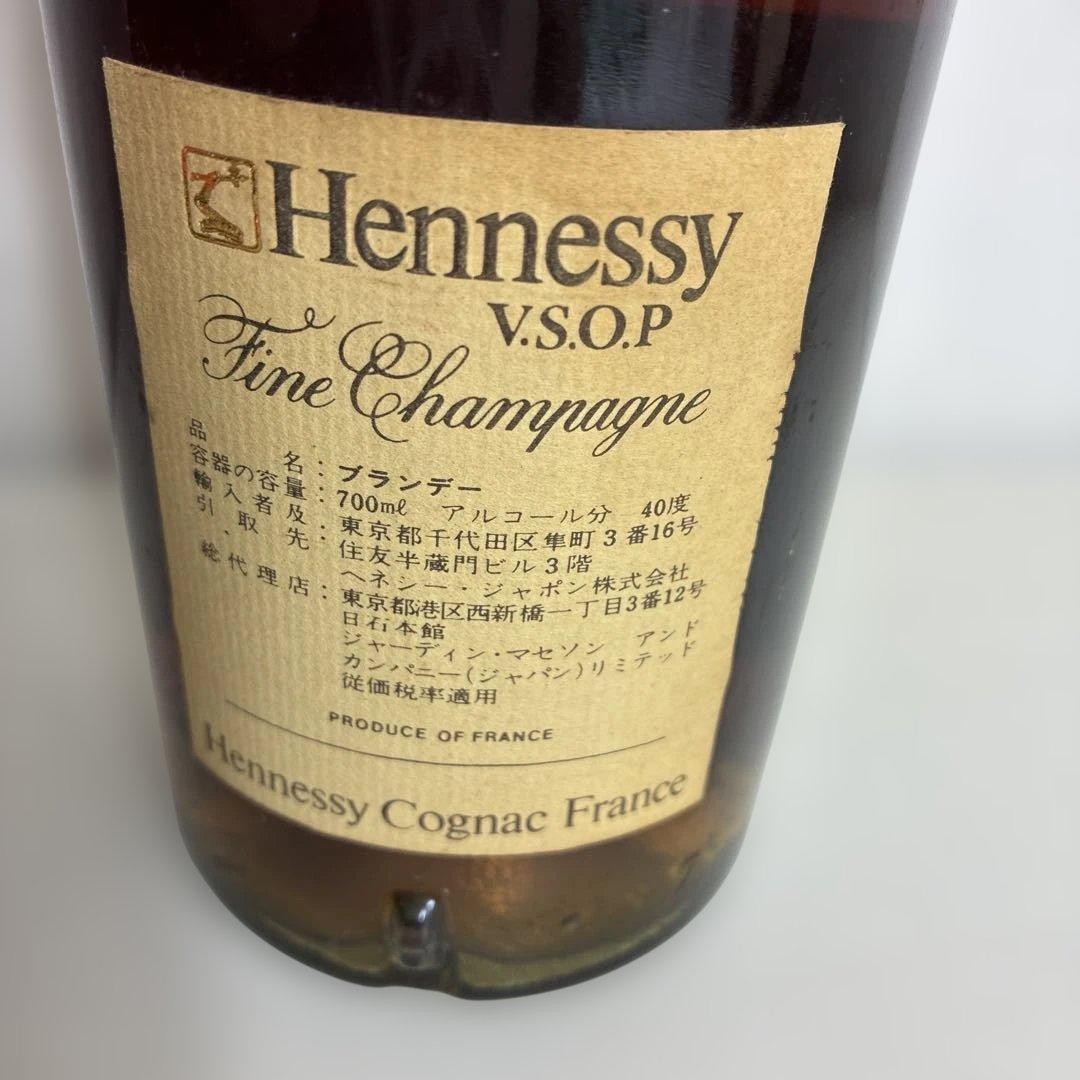 Hennessy
V.S.O.P
Fine Champagne
品名:ブランデー
容器の容量:700ml アルコール分 40度
輸入者及:東京都千代田区隼町3番16号
引取先 住友半蔵門ビル3階
ヘネシー・ジャポン株式会社
総代理店:東京都港区西新橋一丁目3番12号
日石本館
ジャーディン・マセソン アンド
カンパニー(ジャパン)リミテッド
従価税率適用
PRODUCE OF FRANCE
Hennessy Cognac France